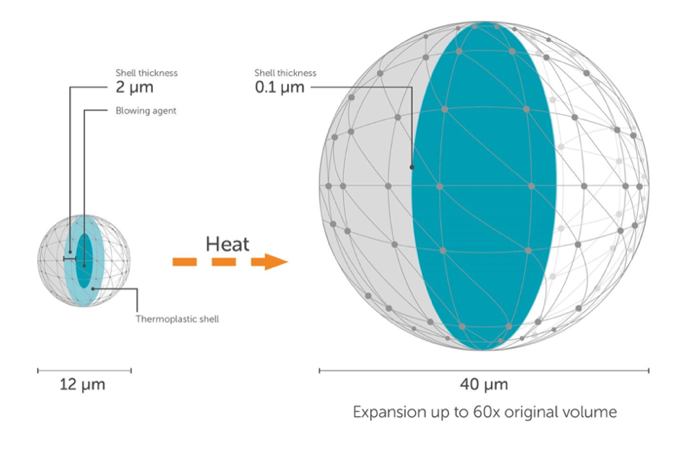 Shell thickness
2 µm
Blowing agent
Shell thickness
0.1 µm
Heat
Thermoplastic shell
12 µm
40 µm
Expansion up to 60x original volume